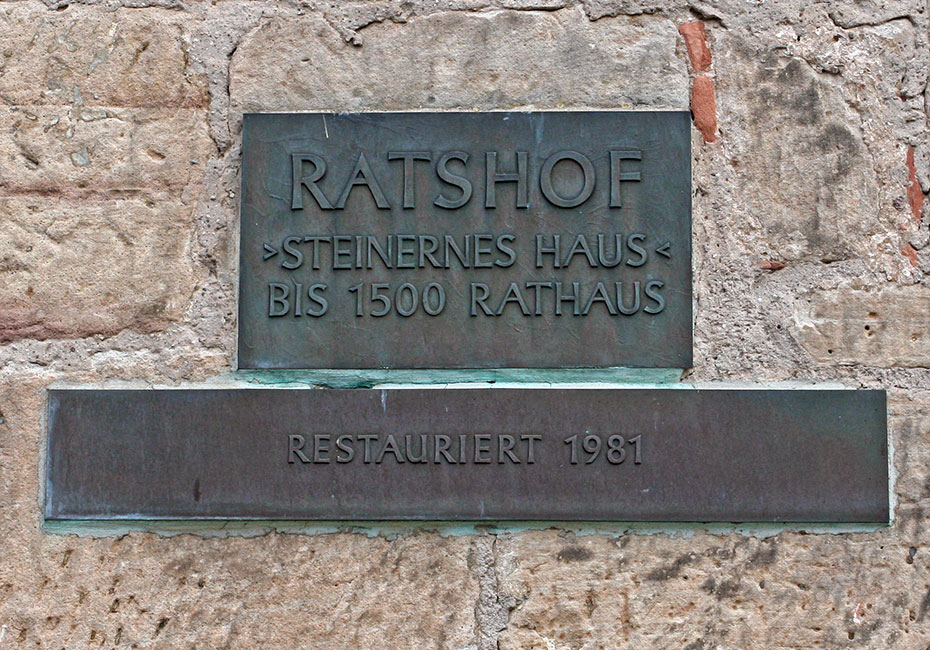 RATSHOF
›STEINERNES HAUS‹
BIS 1500 RATHAUS
RESTAURIERT 1981